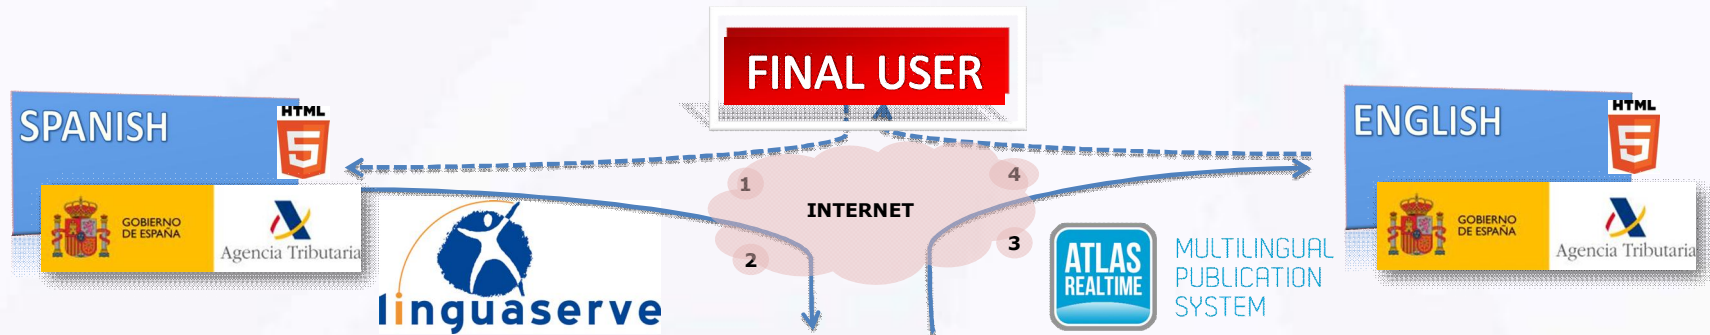 FINAL USER
SPANISH
HTML
5
GOBIERNO
DE ESPAÑA
Agencia Tributaria
linguaserve
1
2
INTERNET
4
3
ATLAS
REALTIME
MULTILINGUAL
PUBLICATION
SYSTEM
ENGLISH
HTML
5
GOBIERNO
DE ESPAÑA
Agencia Tributaria